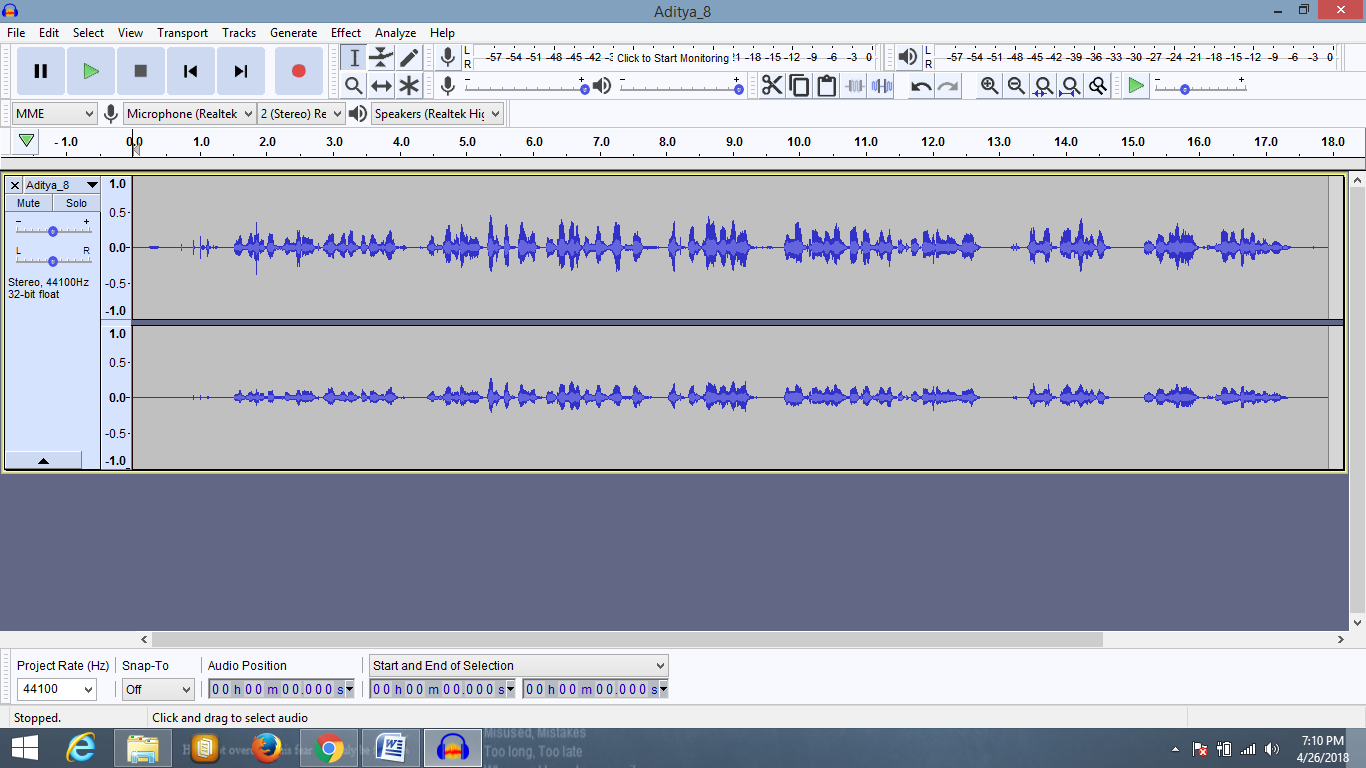 Aditya_8
File Edit Select View Transport Tracks Generate Effect Analyze Help
L -57 -54 -51 -48 -45 -42 -3 Click to Start Monitoring !1 -18 -15 -12 -9 -6 -3 0 L -57 -54 -51 -48 -45 -42 -39 -36 -33 -30 -27 -24 -21 -18 -15 -12 -9 -6 -3 0
R R
- + - + - +
MME Microphone (Realtek 2 (Stereo) Re Speakers (Realtek Hig
- 1.0 0.0 1.0 2.0 3.0 4.0 5.0 6.0 7.0 8.0 9.0 10.0 11.0 12.0 13.0 14.0 15.0 16.0 17.0 18.0
Aditya_8 1.0
Mute Solo
- + 0.5
L R 0.0
Stereo, 44100Hz -0.5
32-bit float
-1.0
1.0
0.5
0.0
-0.5
-1.0
Project Rate (Hz) Snap-To Audio Position Start and End of Selection
44100 Off 00 h 00 m 00.000 s 00 h 00 m 00.000 s 00 h 00 m 00.000 s
Stopped. Click and drag to select audio
Misused, Mistakes
Too long, Too late
7:10 PM
4/26/2018